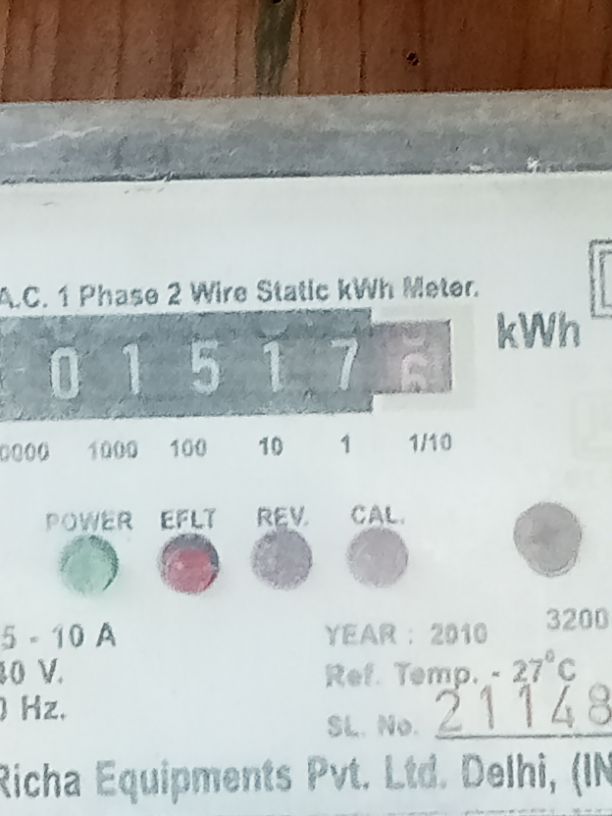 A.C. 1 Phase 2 Wire Static kWh Meter.
0 1 5 1 7 6 kWh
0000 1000 100 10 1 1/10
POWER EFLT REV. CAL.
3200
5 - 10 A YEAR : 2010
40 V. Ref. Temp. - 27°C
0 Hz. SL. No. 21148
Richa Equipments Pvt. Ltd. Delhi, (IN